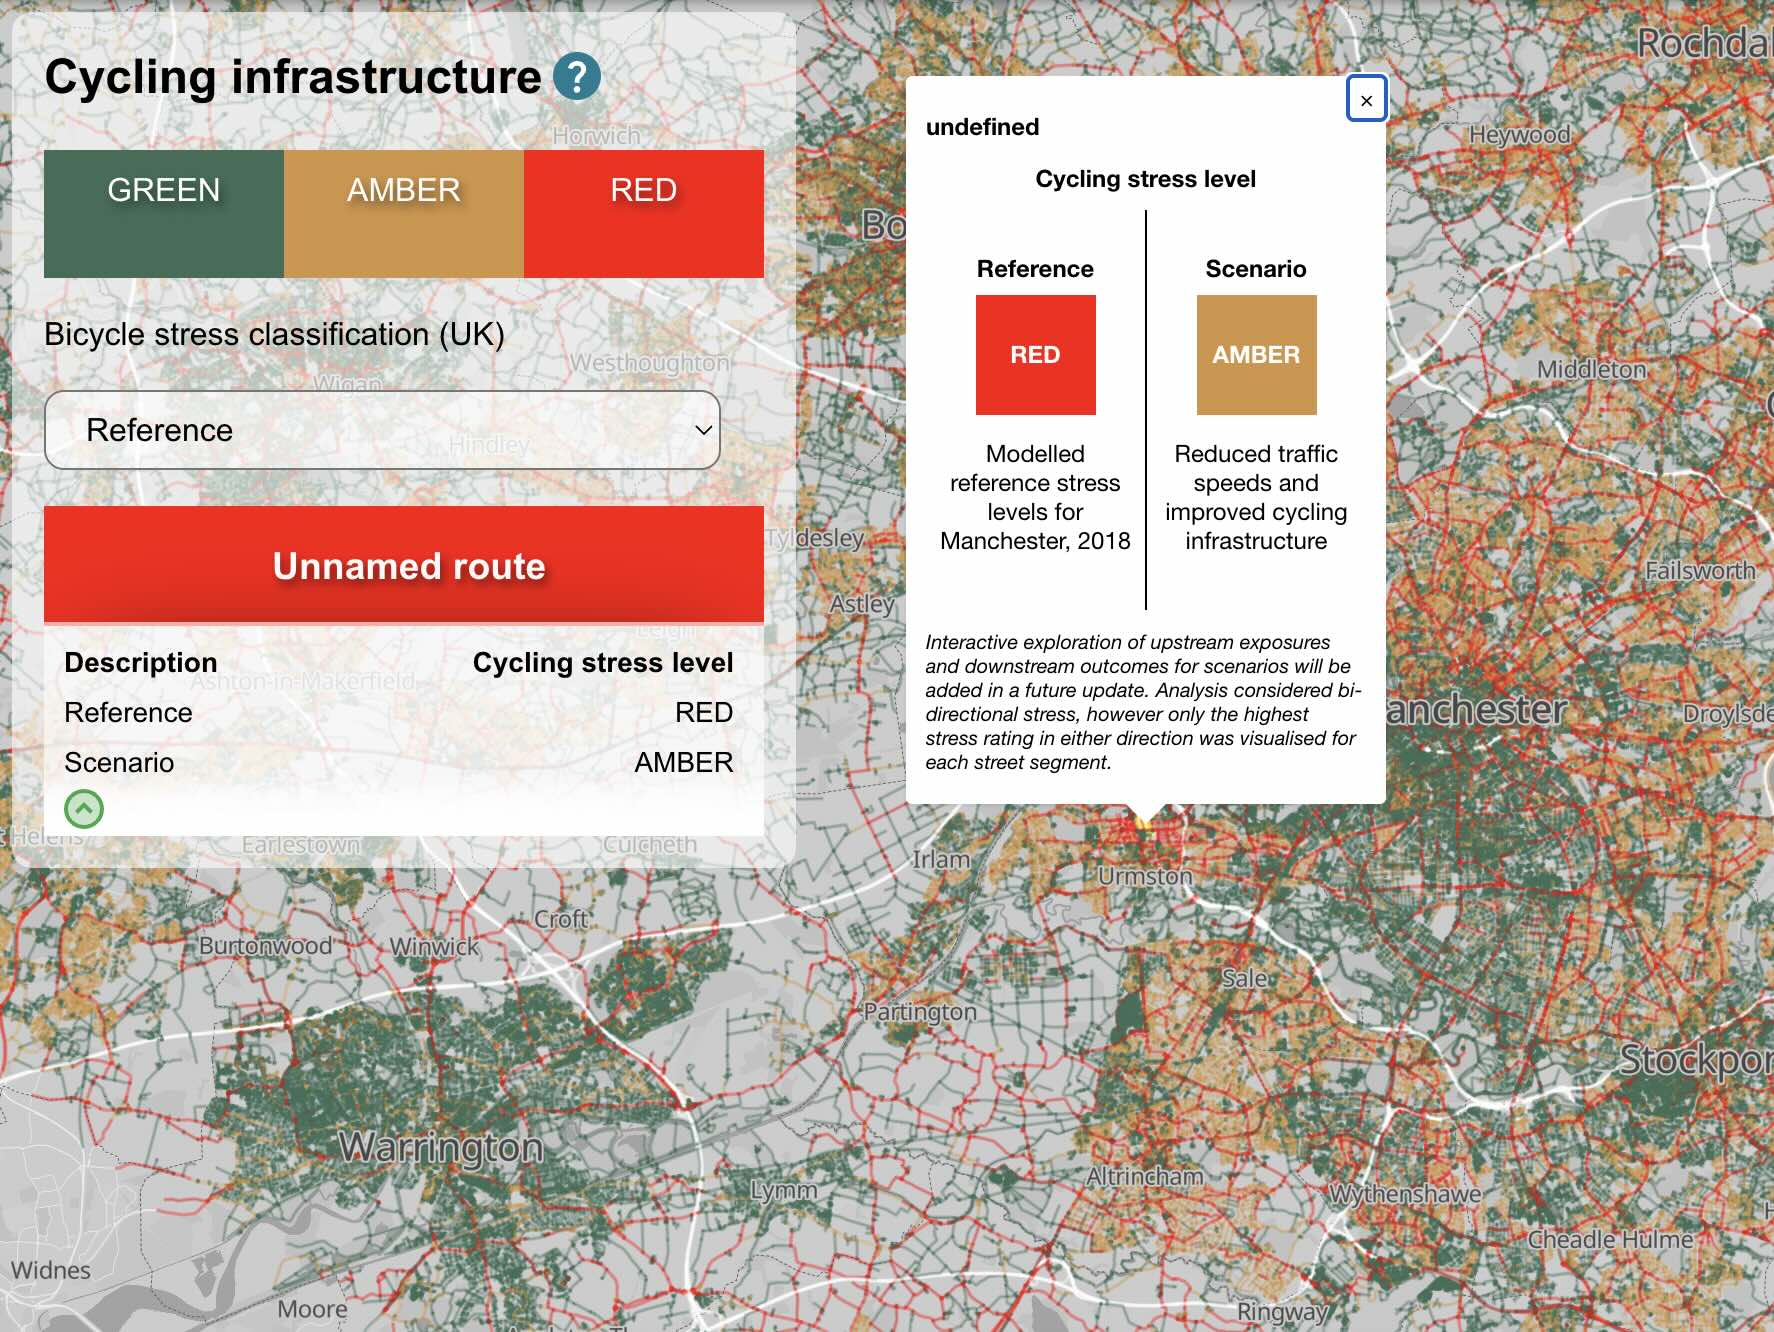 Cycling infrastructure ?
GREEN
AMBER
RED
Bicycle stress classification (UK)
Reference
Unnamed route
Description Cycling stress level
Reference RED
Scenario AMBER
×
undefined
Cycling stress level
Reference
RED
Modelled
reference stress
levels for
Manchester, 2018
Scenario
AMBER
Reduced traffic
speeds and
improved cycling
infrastructure
Interactive exploration of upstream exposures
and downstream outcomes for scenarios will be
added in a future update. Analysis considered bi-
directional stress, however only the highest
stress rating in either direction was visualised for
each street segment.
Horwich
Westhoughton
Wigan
Hindley
Tyldesley
Astley
Leigh
Ashton-in-Makerfield
t Helens
Earlestown
Culcheth
Bo
Rochdal
Heywood
Middleton
Failsworth
anchester
Droylsde
Irlam
Urmston
Croft
Burtonwood
Winwick
Sale
Partington
Stockpor
Warrington
Lymm
Altrincham
Wythenshawe
Cheadle Hulme
Widnes
Moore
Ringway